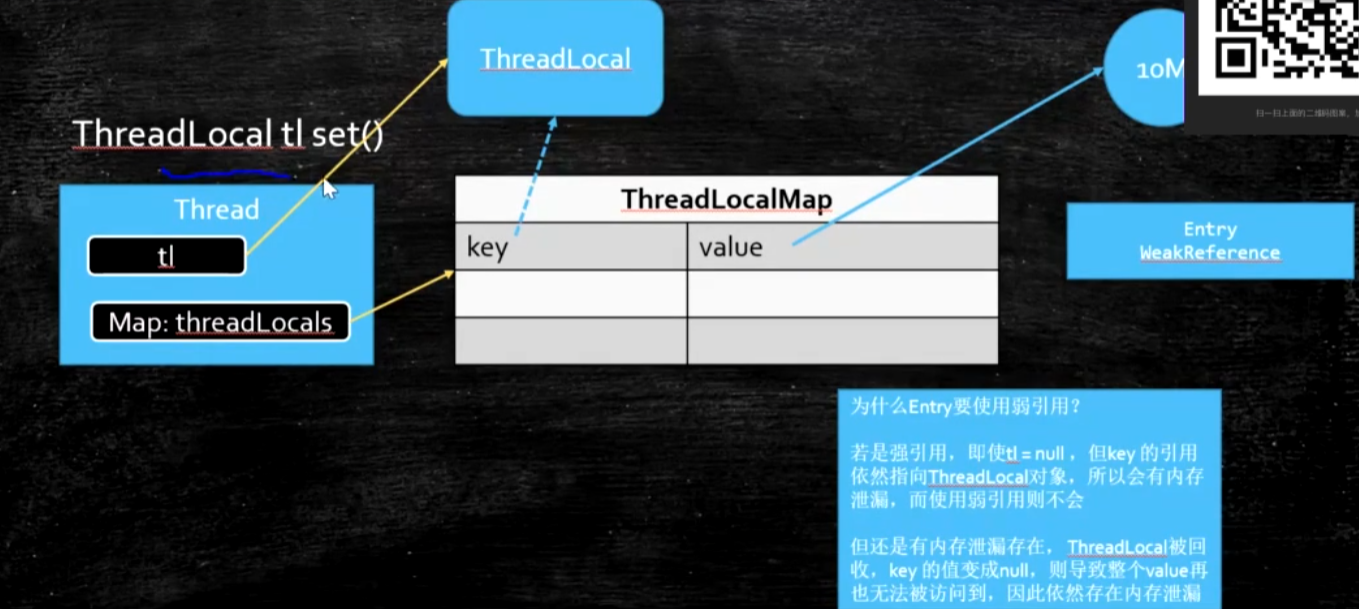 ThreadLocal
10M
扫一扫上面的二维码图案,
ThreadLocal tl set()
Thread
ThreadLocalMap
tl
key
value
Entry
WeakReference
Map: threadLocals
为什么Entry要使用弱引用?
若是强引用,即使tl = null ,但key 的引用
依然指向ThreadLocal对象,所以会有内存
泄漏,而使用弱引用则不会
但还是有内存泄漏存在, ThreadLocal被回
收,key 的值变成null,则导致整个value再
也无法被访问到,因此依然存在内存泄漏